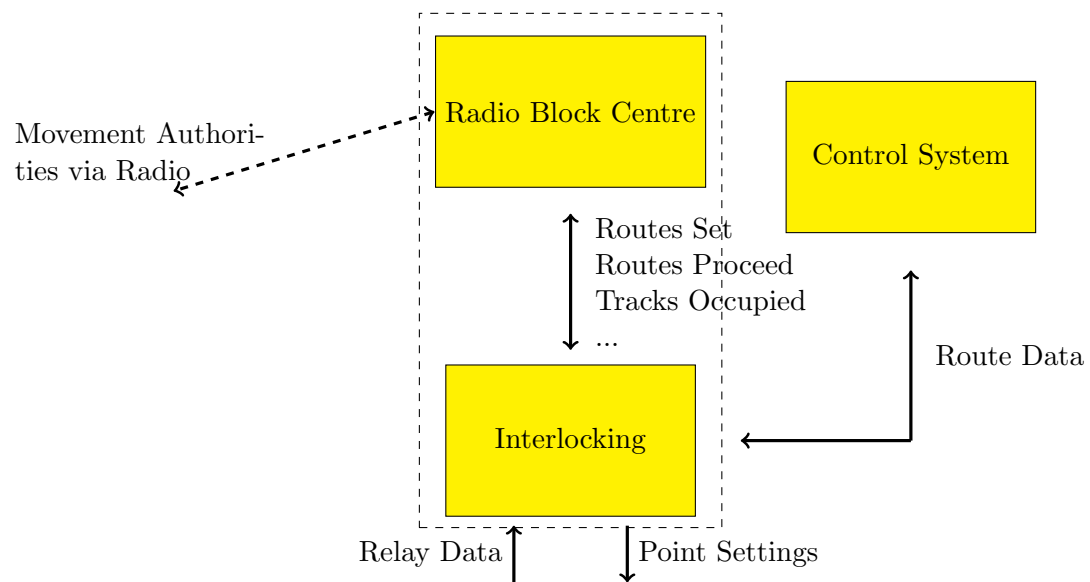 Radio Block Centre
Movement Authori-
ties via Radio
Control System
Routes Set
Routes Proceed
Tracks Occupied
...
Route Data
Interlocking
Relay Data
Point Settings